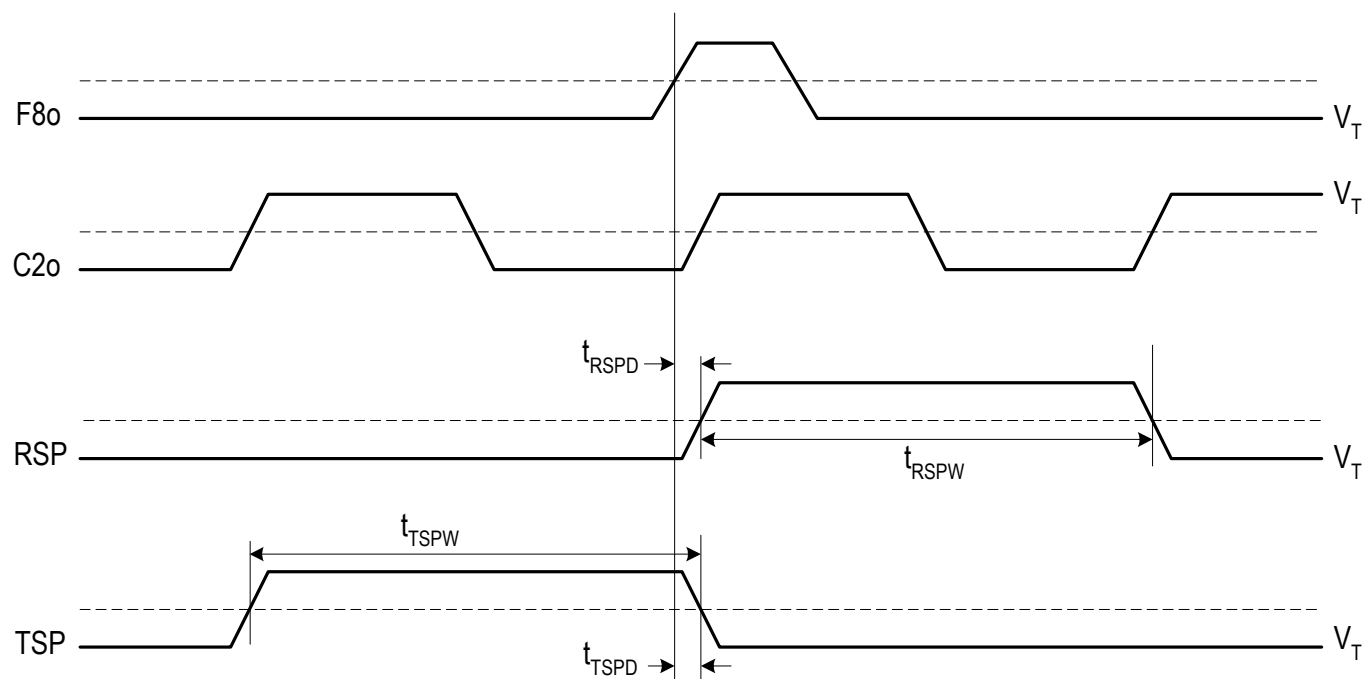 F8o
V_T
V_T
C2o
t_RSPD
RSP
t_RSPW
V_T
t_TSPW
TSP
t_TSPD
V_T